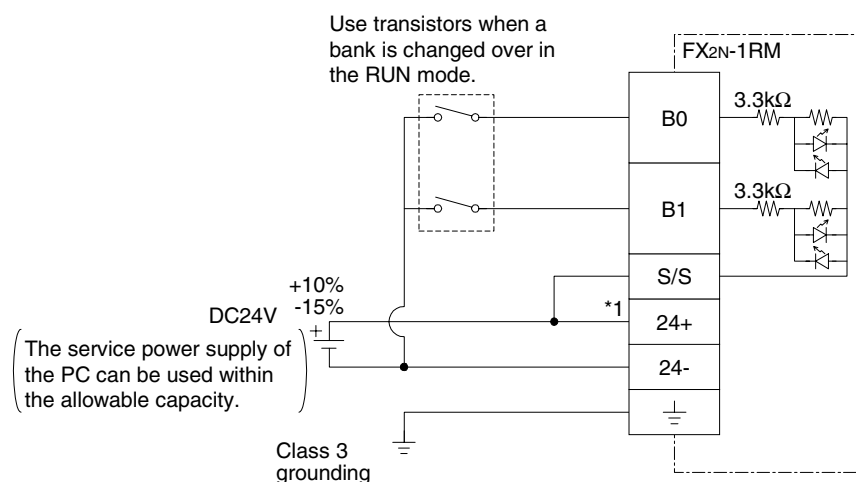 Use transistors when a
bank is changed over in
the RUN mode.
FX2N-1RM
3.3kΩ
B0
3.3kΩ
B1
S/S
+10%
-15%
*1
DC24V
24+
+
The service power supply of
the PC can be used within
the allowable capacity.
24-
Class 3
grounding